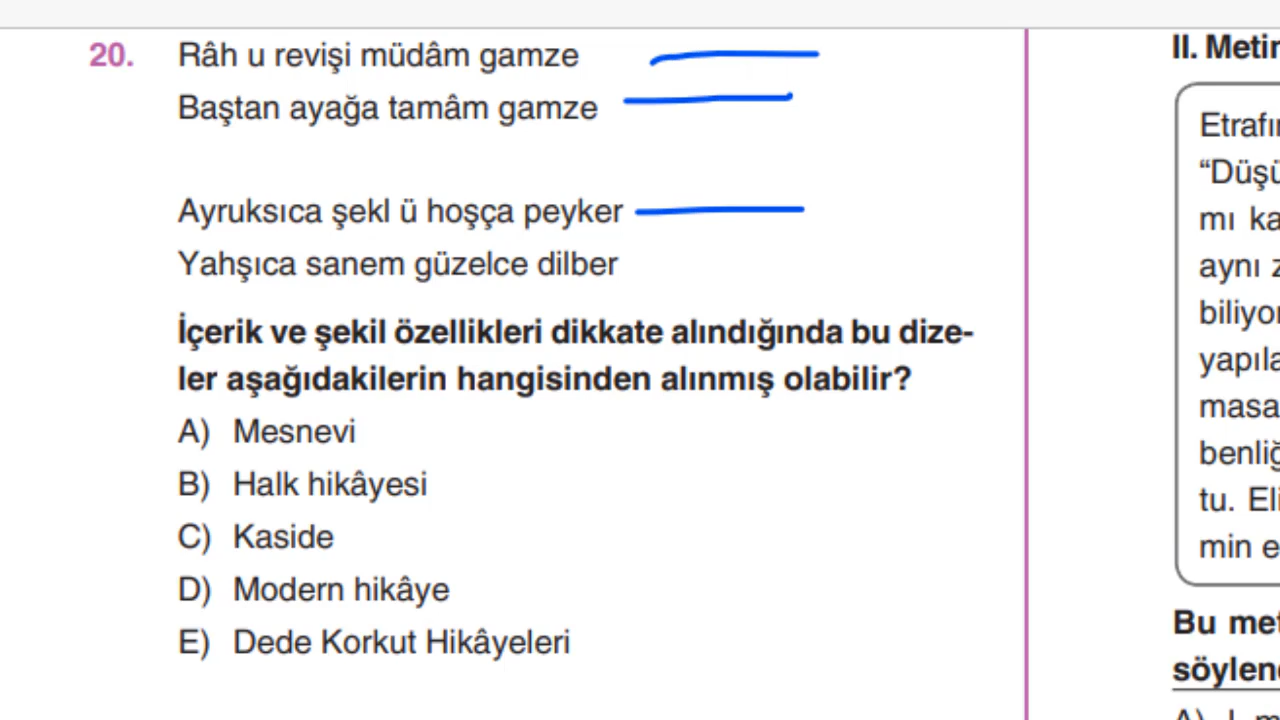 20. Râh u revişi müdâm gamze
Baştan ayağa tamâm gamze
Ayruksıca şekl ü hoşça peyker
Yahşıca sanem güzelce dilber
İçerik ve şekil özellikleri dikkate alındığında bu dize-
ler aşağıdakilerin hangisinden alınmış olabilir?
A) Mesnevi
B) Halk hikâyesi
C) Kaside
D) Modern hikâye
E) Dede Korkut Hikâyeleri
II. Metin
Etrafın
“Düşü
mı ka
aynı z
biliyor
yapıla
masa
benliğ
tu. Eli
min e
Bu met
söylene